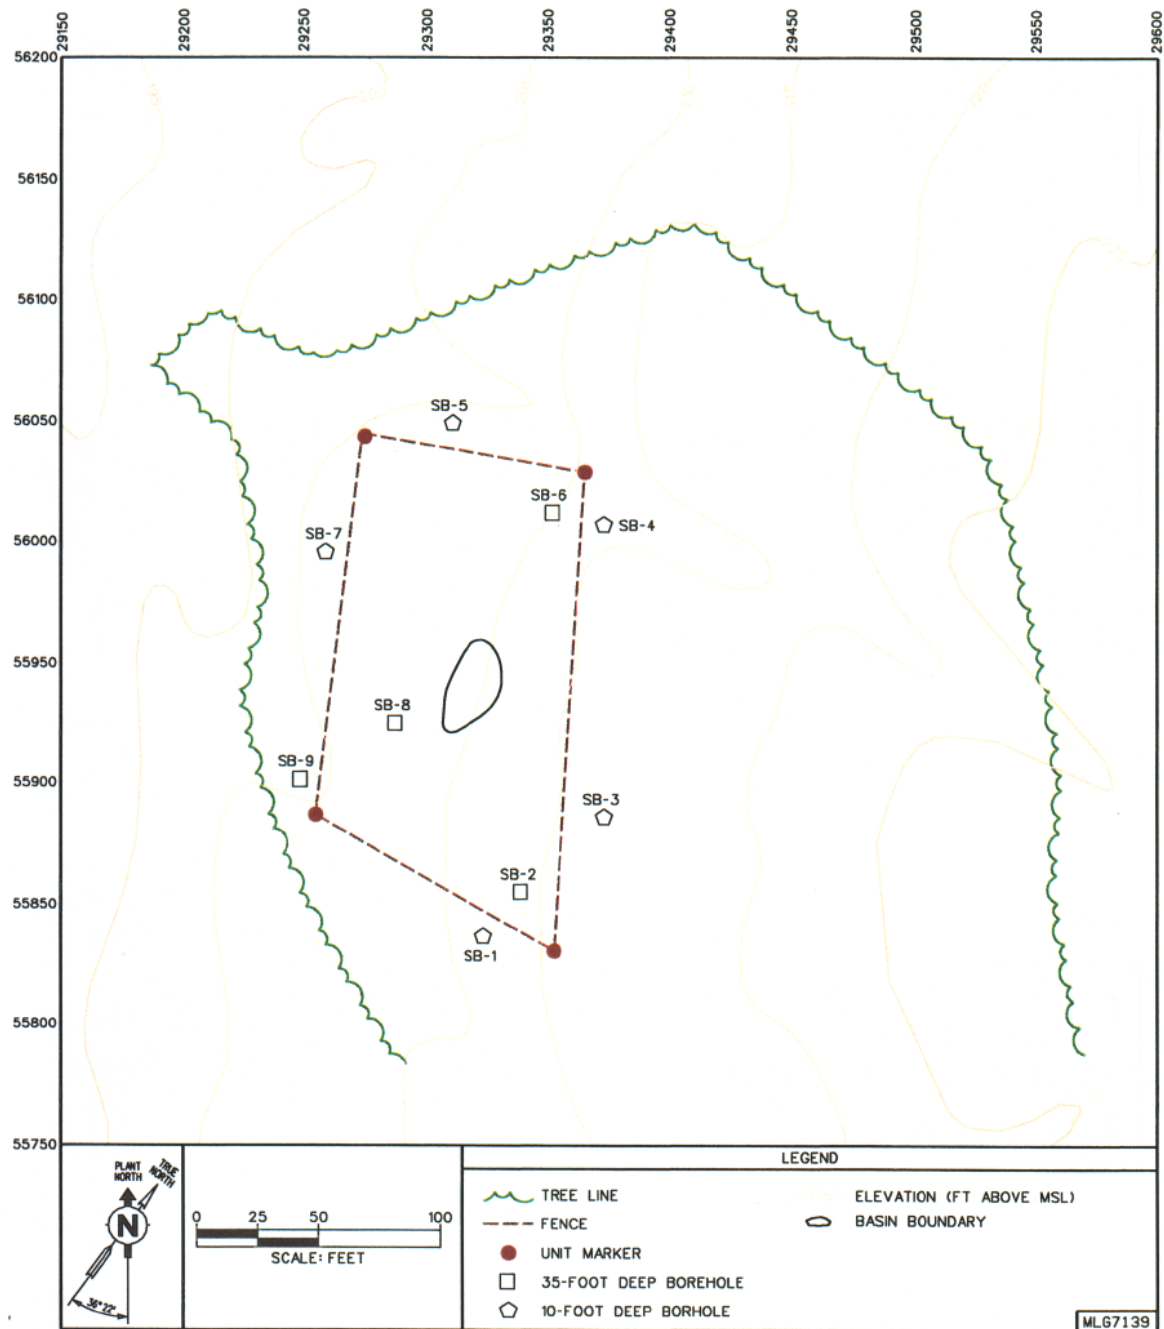 29150 29200 29250 29300 29350 29400 29450 29500 29550 29600
56200
56150
56100
56050
56000
55950
55900
55850
55800
55750
SB-5
SB-6
SB-4
SB-7
SB-8
SB-9
SB-3
SB-2
SB-1
PLANT NORTH
TRUE NORTH
N
36°22'
0 25 50 100
SCALE: FEET
LEGEND
TREE LINE
FENCE
UNIT MARKER
35-FOOT DEEP BOREHOLE
10-FOOT DEEP BORHOLE
ELEVATION (FT ABOVE MSL)
BASIN BOUNDARY
MLG7139